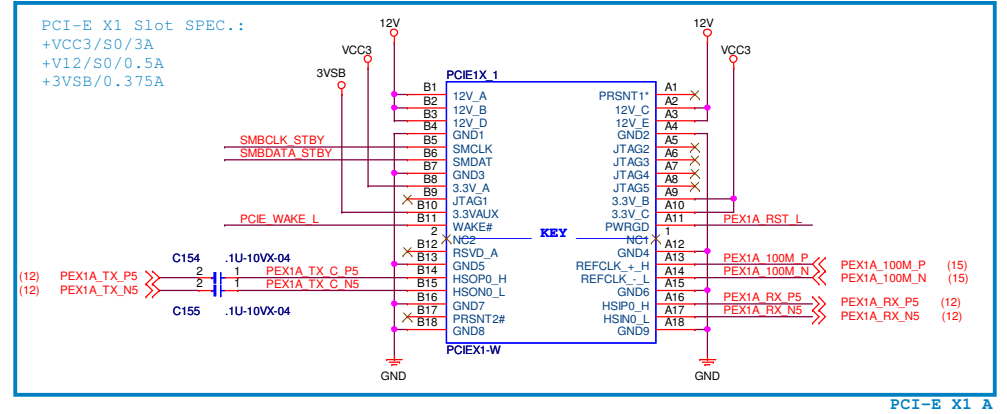 PCI-E X1 Slot SPEC.:
+VCC3/S0/3A
+V12/S0/0.5A
+3VSB/0.375A
12V
VCC3
3VSB
12V
VCC3
PCIE1X_1
B1 12V_A PRSNT1* A1
B2 12V_B 12V_C A2
B3 12V_D 12V_E A3
B4 GND1 GND2 A4
SMBCLK_STBY B5 SMCLK JTAG2 A5
SMBDATA_STBY B6 SMDAT JTAG3 A6
B7 GND3 JTAG4 A7
B8 3.3V_A JTAG5 A8
B9 JTAG1 3.3V_B A9
B10 3.3VAUX 3.3V_C A10
PCIE_WAKE_L B11 WAKE# PWRGD A11 PEX1A_RST_L
2 NC2 KEY NC1 1
B12 RSVD_A GND4 A12
C154 .1U-10VX-04 B13 GND5 REFCLK_+_H A13 PEX1A_100M_P PEX1A_100M_P (15)
(12) PEX1A_TX_P5 2 1 PEX1A_TX_C_P5 B14 HSOP0_H REFCLK_-_L A14 PEX1A_100M_N PEX1A_100M_N (15)
(12) PEX1A_TX_N5 2 1 PEX1A_TX_C_N5 B15 HSON0_L GND6 A15
B16 GND7 HSIP0_H A16 PEX1A_RX_P5 PEX1A_RX_P5 (12)
C155 .1U-10VX-04 B17 PRSNT2# HSIN0_L A17 PEX1A_RX_N5 PEX1A_RX_N5 (12)
B18 GND8 GND9 A18
PCIEX1-W
GND
GND
PCI-E X1 A